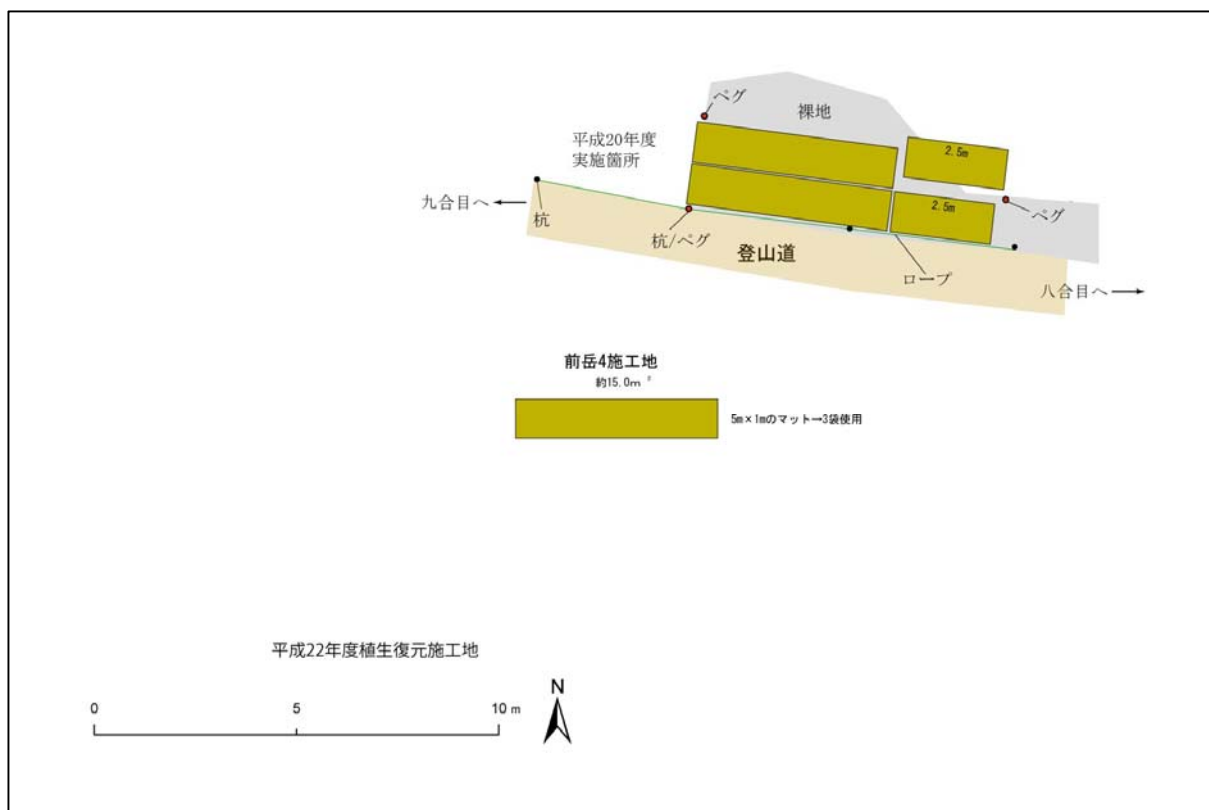 ペグ
裸地
平成20年度
実施箇所
2.5m
九合目へ
杭
2.5m
ペグ
杭/ペグ
登山道
ロープ
八合目へ
前岳4施工地
約15.0m²
5m×1mのマット→3袋使用
平成22年度植生復元施工地
N
0 5 10 m